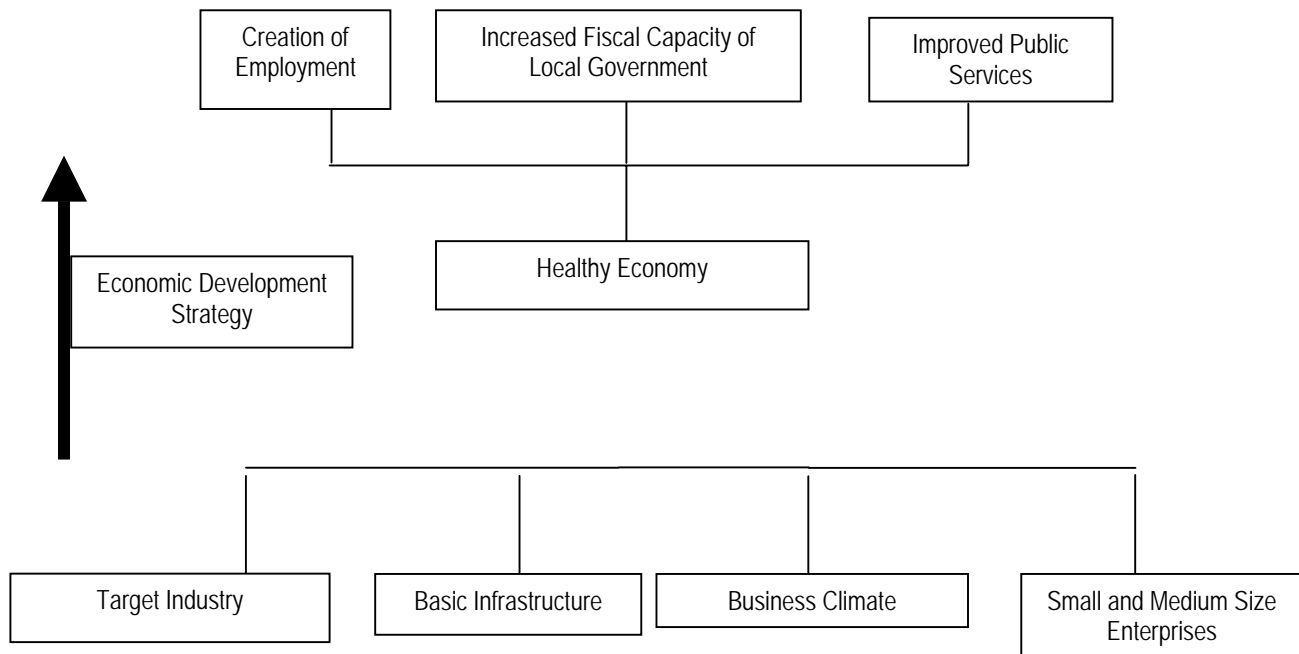 Creation of
Employment
Increased Fiscal Capacity of
Local Government
Improved Public
Services
Healthy Economy
Economic Development
Strategy
Target Industry
Basic Infrastructure
Business Climate
Small and Medium Size
Enterprises